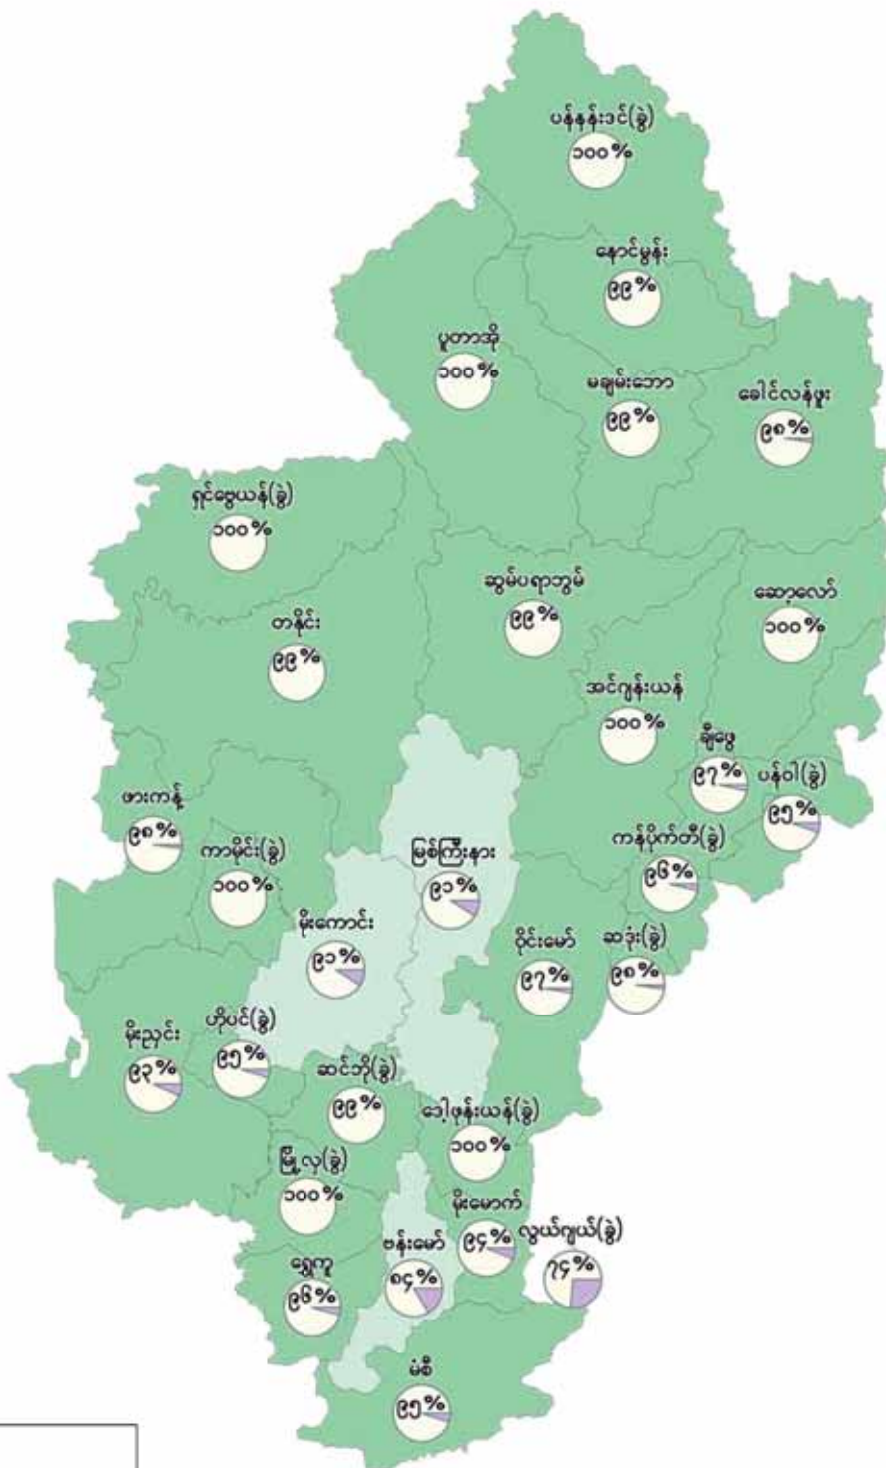 ပန်နန်းဒင်(ခွဲ)
၁၀၀%
နောင်မွန်း
၉၉%
ပူတာအို
၁၀၀%
မချမ်းဘော
၉၉%
ခေါင်လန်ဖူး
၉၈%
ရှင်ဗွေယန်(ခွဲ)
၁၀၀%
ဆွမ်ပရာဘွမ်
၉၉%
ဆော့လော်
၁၀၀%
တနိုင်း
၉၉%
အင်ဂျန်းယန်
၁၀၀%
ချီဖွေ
၉၇%
ပန်ဝါ(ခွဲ)
၉၅%
ဖားကန့်
၉၈%
ကာမိုင်း(ခွဲ)
၁၀၀%
မြစ်ကြီးနား
၉၁%
ကန်ပိုက်တီ(ခွဲ)
၉၆%
မိုးကောင်း
၉၁%
ဝိုင်းမော်
၉၇%
ဆဒုံး(ခွဲ)
၉၈%
မိုးညှင်း
၉၃%
ဟိုပင်(ခွဲ)
၉၅%
ဆင်ဘို(ခွဲ)
၉၉%
ဒေါ့ဖုန်းယန်(ခွဲ)
၁၀၀%
မြို့လှ(ခွဲ)
၁၀၀%
မိုးမောက်
၉၄%
လွယ်ဂျယ်(ခွဲ)
၇၄%
ဗန်းမော်
၈၄%
ရွှေကူ
၉၆%
မံစီ
၉၅%